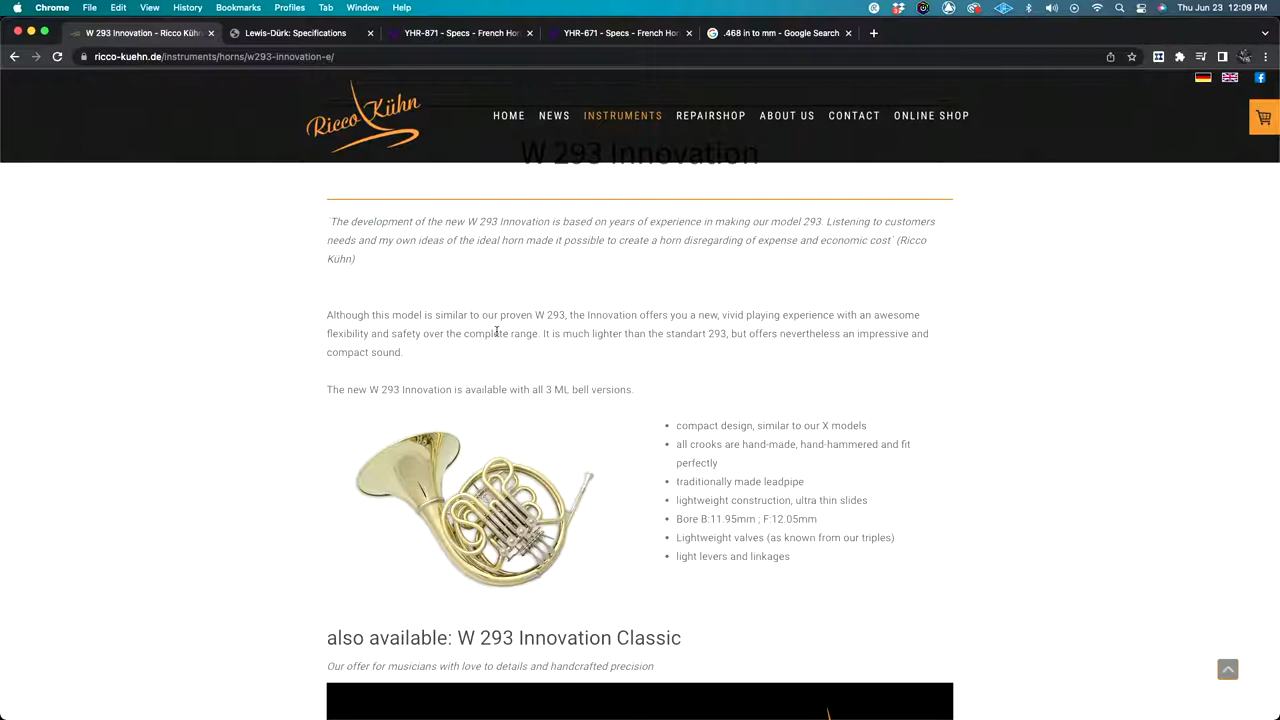 Chrome File Edit View History Bookmarks Profiles Tab Window Help Thu Jun 23 12:09 PM
W 293 Innovation - Ricco Kühn Lewis-Dürk: Specifications YHR-871 - Specs - French Hor YHR-671 - Specs - French Hor .468 in to mm - Google Search
ricco-kuehn.de/instruments/horns/w293-innovation-e/
Ricco Kühn
HOME NEWS INSTRUMENTS REPAIRSHOP ABOUT US CONTACT ONLINE SHOP
W 293 Innovation
`The development of the new W 293 Innovation is based on years of experience in making our model 293. Listening to customers
needs and my own ideas of the ideal horn made it possible to create a horn disregarding of expense and economic cost` (Ricco
Kühn)
Although this model is similar to our proven W 293, the Innovation offers you a new, vivid playing experience with an awesome
flexibility and safety over the complete range. It is much lighter than the standart 293, but offers nevertheless an impressive and
compact sound.
The new W 293 Innovation is available with all 3 ML bell versions.
• compact design, similar to our X models
• all crooks are hand-made, hand-hammered and fit
perfectly
• traditionally made leadpipe
• lightweight construction, ultra thin slides
• Bore B:11.95mm ; F:12.05mm
• Lightweight valves (as known from our triples)
• light levers and linkages
also available: W 293 Innovation Classic
Our offer for musicians with love to details and handcrafted precision